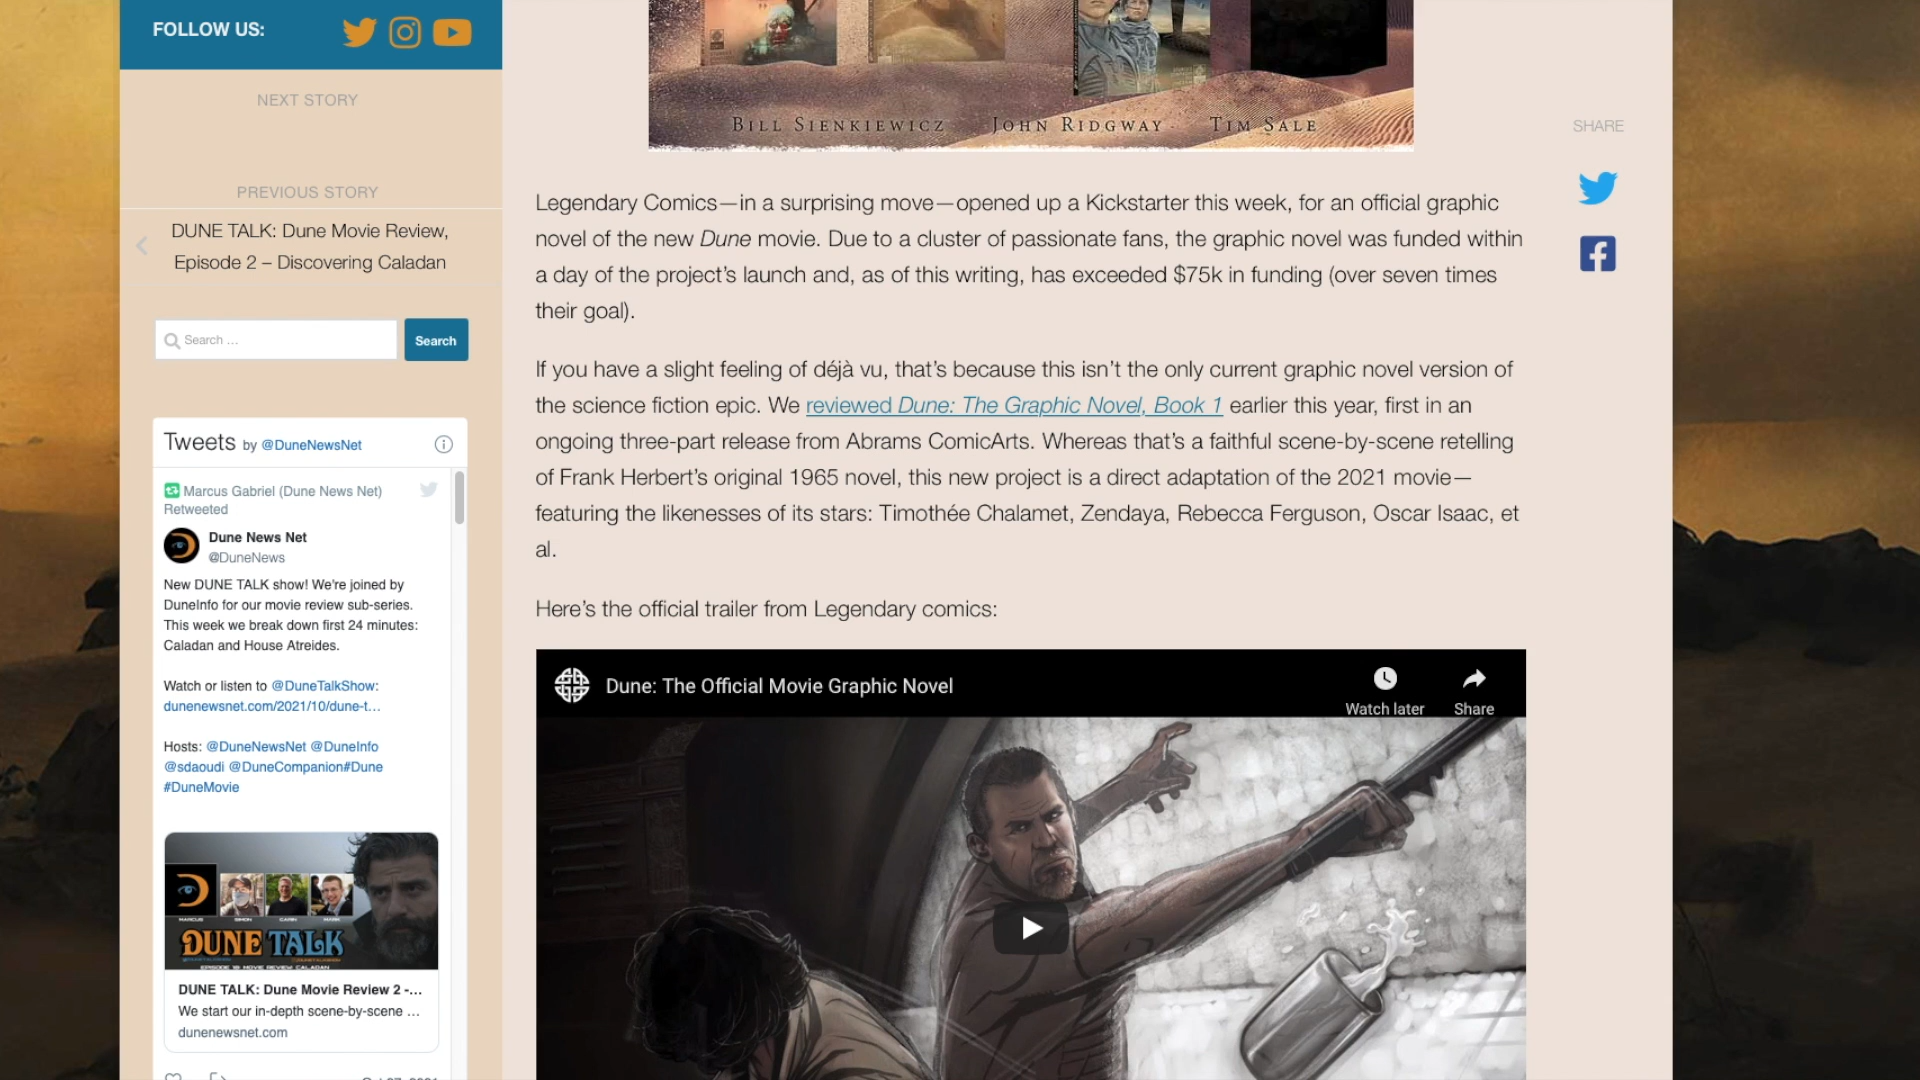 FOLLOW US:
NEXT STORY
PREVIOUS STORY
DUNE TALK: Dune Movie Review,
Episode 2 – Discovering Caladan
Search ...
Search
Tweets by @DuneNewsNet
Marcus Gabriel (Dune News Net)
Retweeted
Dune News Net
@DuneNews
New DUNE TALK show! We're joined by
DuneInfo for our movie review sub-series.
This week we break down first 24 minutes:
Caladan and House Atreides.
Watch or listen to @DuneTalkShow:
dunenewsnet.com/2021/10/dune-t…
Hosts: @DuneNewsNet @DuneInfo
@sdaoudi @DuneCompanion#Dune
#DuneMovie
MARCUS SIMON GARIN MARK
DUNE TALK
EPISODE 19: MOVIE REVIEW CALADAN
DUNE TALK: Dune Movie Review 2 -...
We start our in-depth scene-by-scene ...
dunenewsnet.com
BILL SIENKIEWICZ JOHN RIDGWAY TIM SALE
Legendary Comics—in a surprising move—opened up a Kickstarter this week, for an official graphic
novel of the new Dune movie. Due to a cluster of passionate fans, the graphic novel was funded within
a day of the project's launch and, as of this writing, has exceeded $75k in funding (over seven times
their goal).
If you have a slight feeling of déjà vu, that's because this isn't the only current graphic novel version of
the science fiction epic. We reviewed Dune: The Graphic Novel, Book 1 earlier this year, first in an
ongoing three-part release from Abrams ComicArts. Whereas that's a faithful scene-by-scene retelling
of Frank Herbert's original 1965 novel, this new project is a direct adaptation of the 2021 movie—
featuring the likenesses of its stars: Timothée Chalamet, Zendaya, Rebecca Ferguson, Oscar Isaac, et
al.
Here's the official trailer from Legendary comics:
Dune: The Official Movie Graphic Novel
Watch later
Share
SHARE